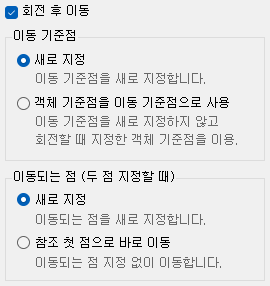 회전 후 이동
이동 기준점
새로 지정
이동 기준점을 새로 지정합니다.
객체 기준점을 이동 기준점으로 사용
이동 기준점을 새로 지정하지 않고
회전할 때 지정한 객체 기준점을 이용.
이동되는 점 (두 점 지정할 때)
새로 지정
이동되는 점을 새로 지정합니다.
참조 첫 점으로 바로 이동
이동되는 점 지정 없이 이동합니다.